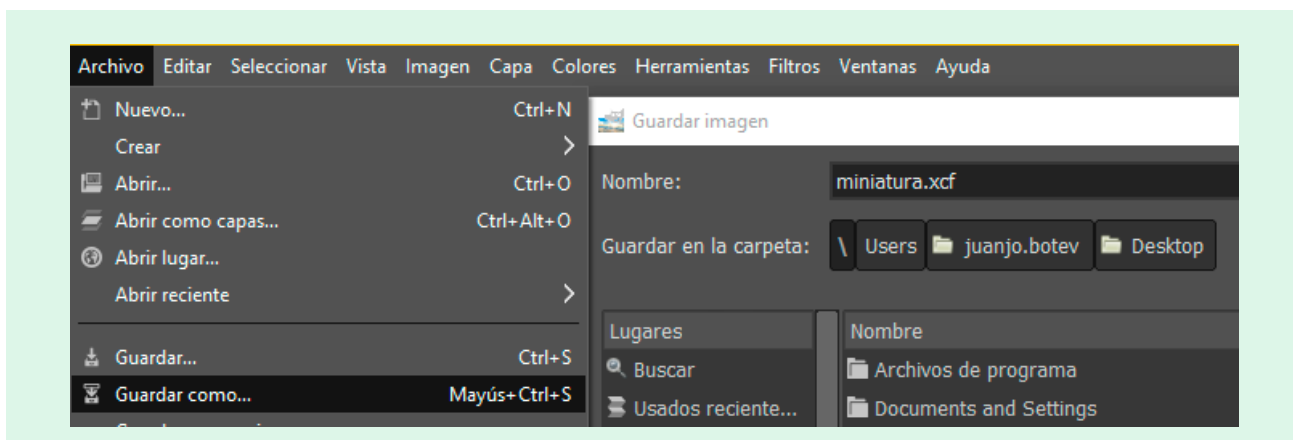 Archivo Editar Seleccionar Vista Imagen Capa Colores Herramientas Filtros Ventanas Ayuda
Nuevo... Ctrl+N
Crear
Abrir... Ctrl+O
Abrir como capas... Ctrl+Alt+O
Abrir lugar...
Abrir reciente
Guardar... Ctrl+S
Guardar como... Mayús+Ctrl+S
Guardar imagen
Nombre: miniatura.xcf
Guardar en la carpeta: \ Users juanjo.botev Desktop
Lugares
Buscar
Usados reciente...
Nombre
Archivos de programa
Documents and Settings